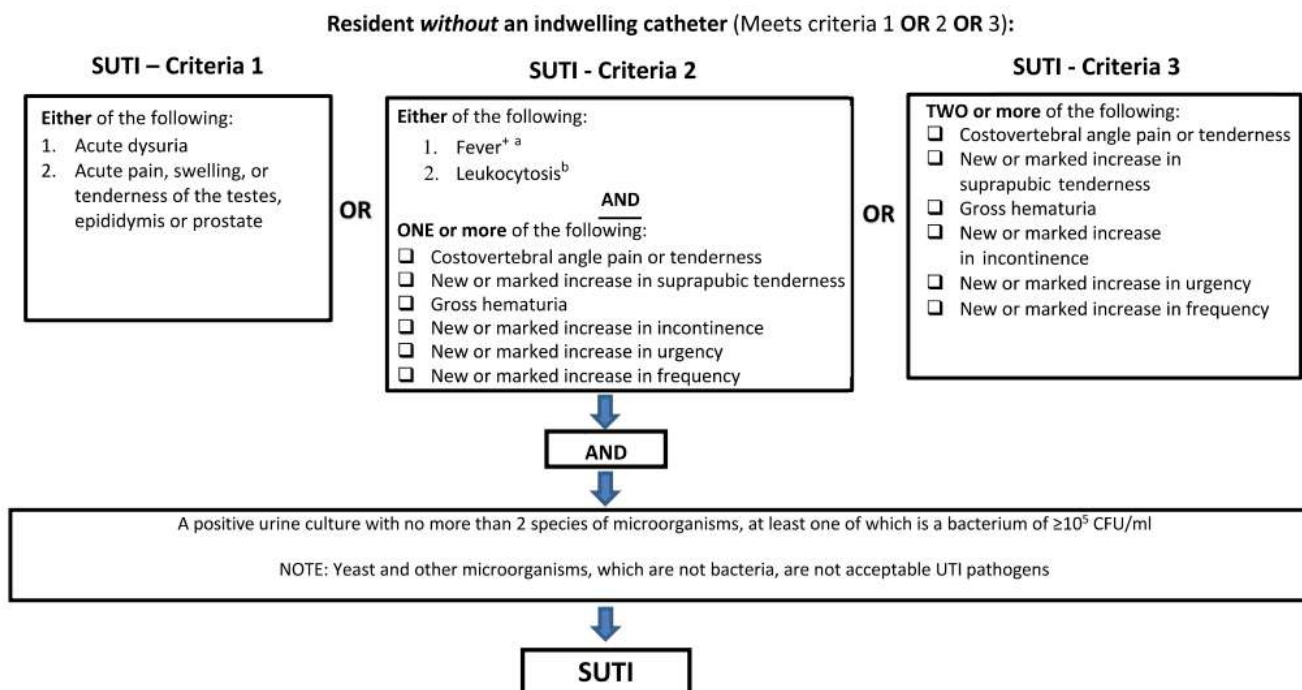 Resident without an indwelling catheter (Meets criteria 1 OR 2 OR 3):
SUTI – Criteria 1
Either of the following:
1. Acute dysuria
2. Acute pain, swelling, or
tenderness of the testes,
epididymis or prostate
OR
SUTI - Criteria 2
Either of the following:
1. Fever⁺ ᵃ
2. Leukocytosisᵇ
AND
ONE or more of the following:
❑ Costovertebral angle pain or tenderness
❑ New or marked increase in suprapubic tenderness
❑ Gross hematuria
❑ New or marked increase in incontinence
❑ New or marked increase in urgency
❑ New or marked increase in frequency
OR
SUTI - Criteria 3
TWO or more of the following:
❑ Costovertebral angle pain or tenderness
❑ New or marked increase in
suprapubic tenderness
❑ Gross hematuria
❑ New or marked increase
in incontinence
❑ New or marked increase in urgency
❑ New or marked increase in frequency
AND
A positive urine culture with no more than 2 species of microorganisms, at least one of which is a bacterium of ≥10⁵ CFU/ml
NOTE: Yeast and other microorganisms, which are not bacteria, are not acceptable UTI pathogens
SUTI